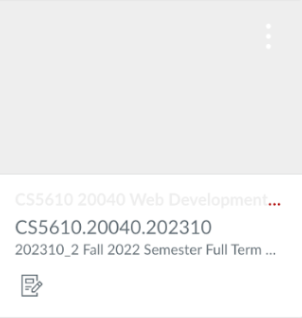 CS5610 20040 Web Development...
CS5610.20040.202310
202310_2 Fall 2022 Semester Full Term ...